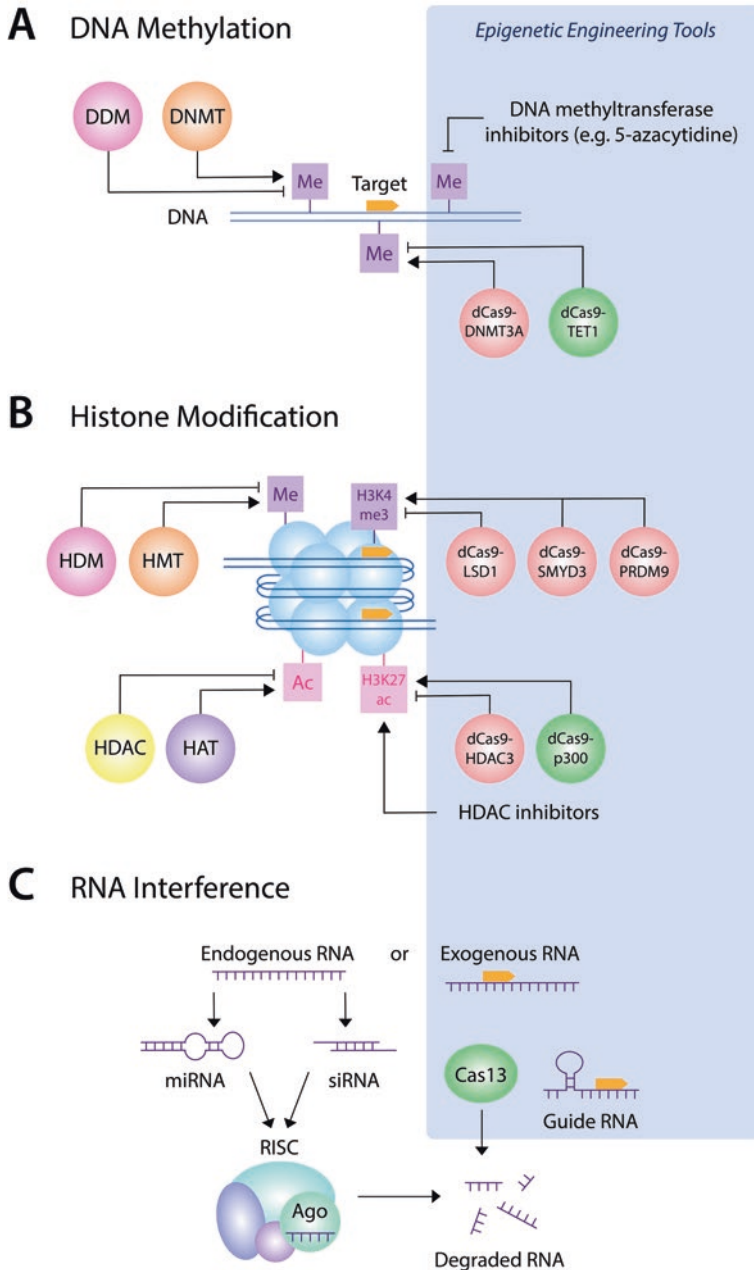 A DNA Methylation
Epigenetic Engineering Tools
DDM
DNMT
DNA methyltransferase
inhibitors (e.g. 5-azacytidine)
Me
Target
Me
DNA
Me
dCas9-
DNMT3A
dCas9-
TET1
B Histone Modification
Me
H3K4
me3
HDM
HMT
dCas9-
LSD1
dCas9-
SMYD3
dCas9-
PRDM9
Ac
H3K27
ac
HDAC
HAT
dCas9-
HDAC3
dCas9-
p300
HDAC inhibitors
C RNA Interference
Endogenous RNA or Exogenous RNA
miRNA
siRNA
Cas13
Guide RNA
RISC
Ago
Degraded RNA